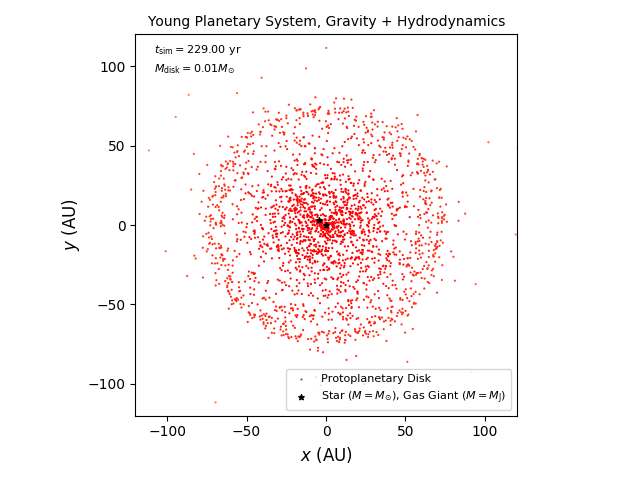 Young Planetary System, Gravity + Hydrodynamics
t_sim = 229.00 yr
M_disk = 0.01M_⊙
100
50
0
−50
−100
y (AU)
Protoplanetary Disk
Star (M = M_⊙), Gas Giant (M = M_J)
−100 −50 0 50 100
x (AU)